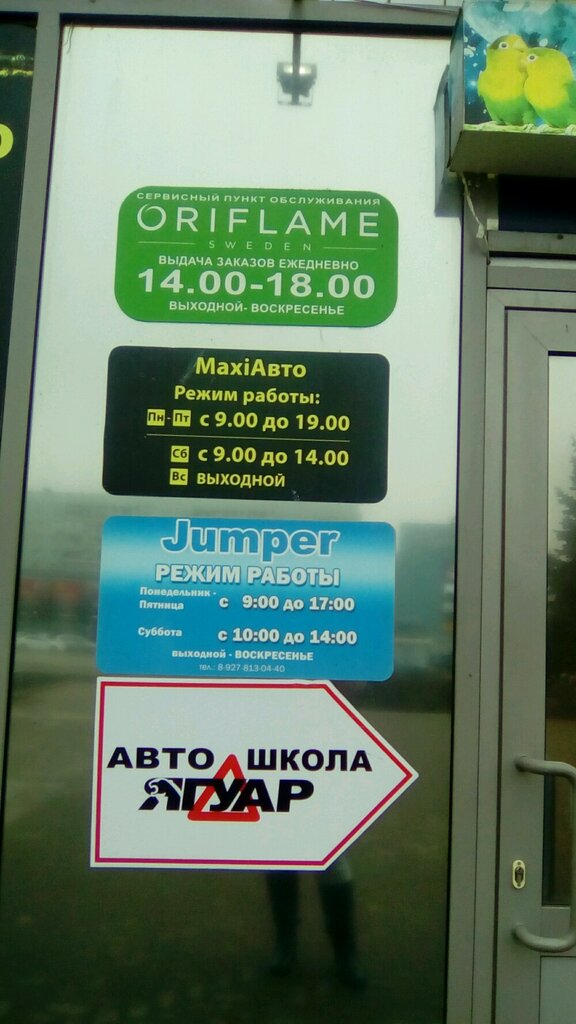 СЕРВИСНЫЙ ПУНКТ ОБСЛУЖИВАНИЯ
ORIFLAME
SWEDEN
ВЫДАЧА ЗАКАЗОВ ЕЖЕДНЕВНО
14.00-18.00
ВЫХОДНОЙ- ВОСКРЕСЕНЬЕ
MaxiАвто
Режим работы:
Пн - Пт с 9.00 до 19.00
Сб с 9.00 до 14.00
Вс выходной
Jumper
РЕЖИМ РАБОТЫ
Понедельник -
Пятница с 9:00 до 17:00
Суббота с 10:00 до 14:00
выходной - ВОСКРЕСЕНЬЕ
тел.: 8-927-813-04-40
АВТО ШКОЛА
ЯГУАР